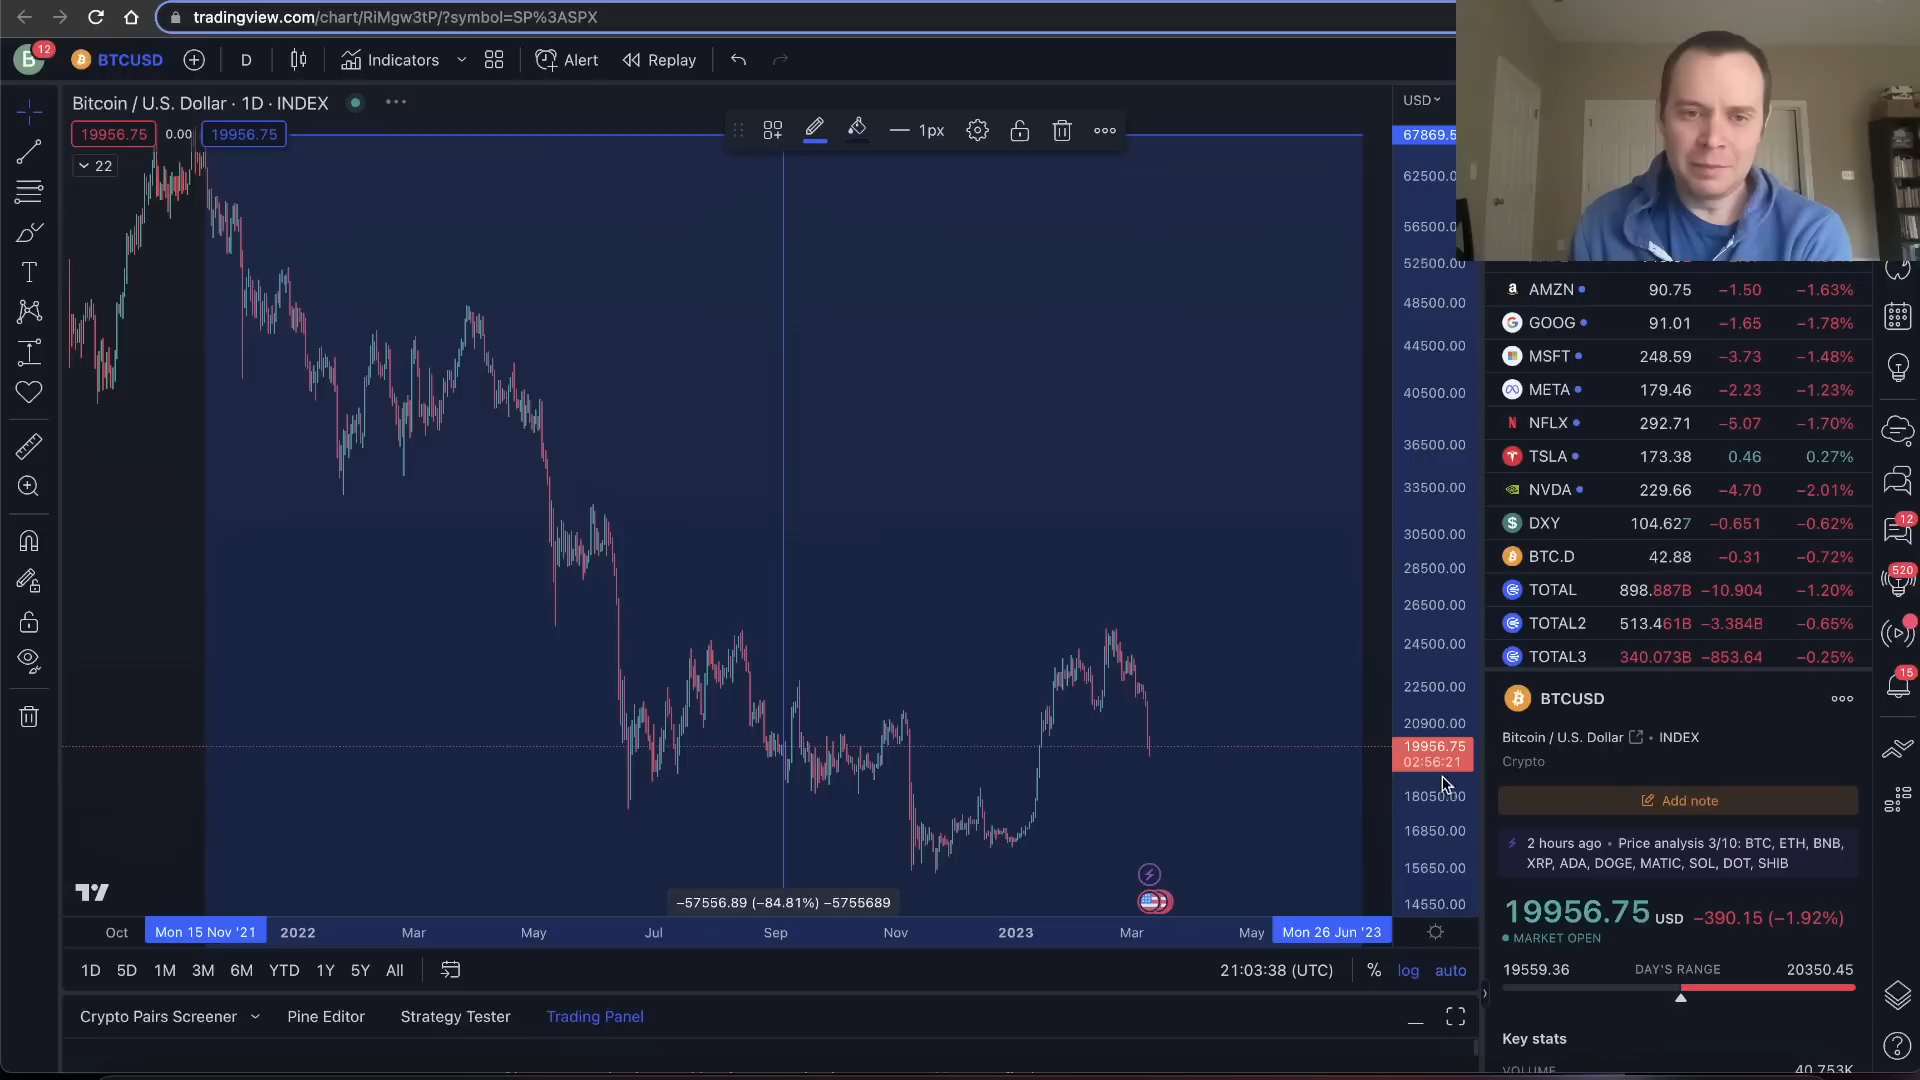 tradingview.com/chart/RiMgw3tP/?symbol=SP%3ASPX
B 12 BTCUSD D Indicators Alert Replay
Bitcoin / U.S. Dollar · 1D · INDEX
USD
19956.75 0.00 19956.75
1px
22
67869.5
62500.0
56500.0
52500.00
48500.00
44500.00
40500.00
36500.00
33500.00
30500.00
28500.00
26500.00
24500.00
22500.00
20900.00
19956.75
02:56:21
18050.00
16850.00
15650.00
14550.00
−57556.89 (−84.81%) −5755689
Oct Mon 15 Nov '21 2022 Mar May Jul Sep Nov 2023 Mar May Mon 26 Jun '23
1D 5D 1M 3M 6M YTD 1Y 5Y All
21:03:38 (UTC) % log auto
Crypto Pairs Screener Pine Editor Strategy Tester Trading Panel
AMZN 90.75 −1.50 −1.63%
GOOG 91.01 −1.65 −1.78%
MSFT 248.59 −3.73 −1.48%
META 179.46 −2.23 −1.23%
NFLX 292.71 −5.07 −1.70%
TSLA 173.38 0.46 0.27%
NVDA 229.66 −4.70 −2.01%
DXY 104.627 −0.651 −0.62%
BTC.D 42.88 −0.31 −0.72%
TOTAL 898.887B −10.904 −1.20%
TOTAL2 513.461B −3.384B −0.65%
TOTAL3 340.073B −853.64 −0.25%
BTCUSD
Bitcoin / U.S. Dollar • INDEX
Crypto
Add note
2 hours ago • Price analysis 3/10: BTC, ETH, BNB,
XRP, ADA, DOGE, MATIC, SOL, DOT, SHIB
19956.75 USD −390.15 (−1.92%)
MARKET OPEN
19559.36 DAY'S RANGE 20350.45
Key stats
VOLUME 40.753K
12
520
15